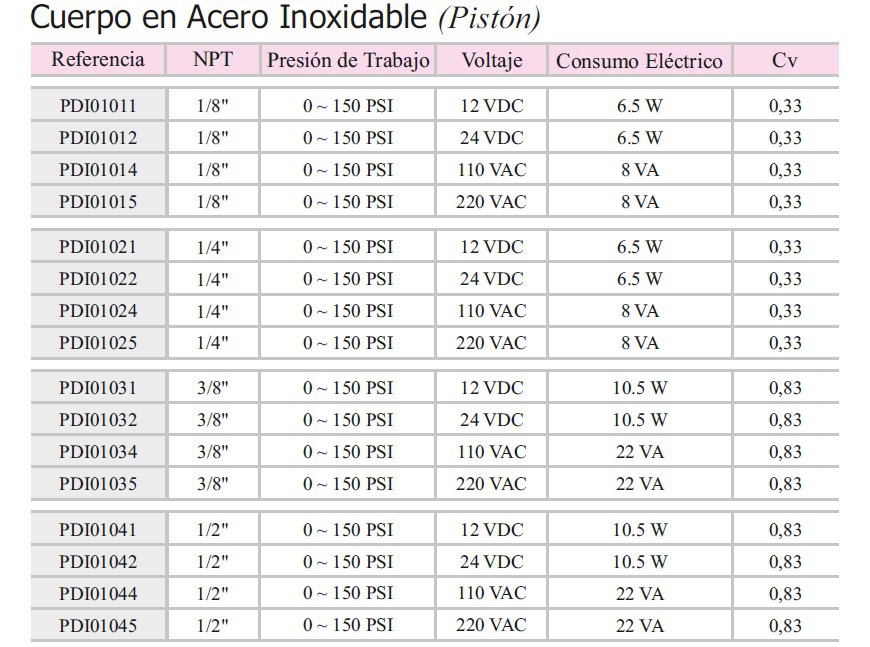 Cuerpo en Acero Inoxidable (Pistón)
Referencia NPT Presión de Trabajo Voltaje Consumo Eléctrico Cv
PDI01011 1/8" 0 ~ 150 PSI 12 VDC 6.5 W 0,33
PDI01012 1/8" 0 ~ 150 PSI 24 VDC 6.5 W 0,33
PDI01014 1/8" 0 ~ 150 PSI 110 VAC 8 VA 0,33
PDI01015 1/8" 0 ~ 150 PSI 220 VAC 8 VA 0,33
PDI01021 1/4" 0 ~ 150 PSI 12 VDC 6.5 W 0,33
PDI01022 1/4" 0 ~ 150 PSI 24 VDC 6.5 W 0,33
PDI01024 1/4" 0 ~ 150 PSI 110 VAC 8 VA 0,33
PDI01025 1/4" 0 ~ 150 PSI 220 VAC 8 VA 0,33
PDI01031 3/8" 0 ~ 150 PSI 12 VDC 10.5 W 0,83
PDI01032 3/8" 0 ~ 150 PSI 24 VDC 10.5 W 0,83
PDI01034 3/8" 0 ~ 150 PSI 110 VAC 22 VA 0,83
PDI01035 3/8" 0 ~ 150 PSI 220 VAC 22 VA 0,83
PDI01041 1/2" 0 ~ 150 PSI 12 VDC 10.5 W 0,83
PDI01042 1/2" 0 ~ 150 PSI 24 VDC 10.5 W 0,83
PDI01044 1/2" 0 ~ 150 PSI 110 VAC 22 VA 0,83
PDI01045 1/2" 0 ~ 150 PSI 220 VAC 22 VA 0,83